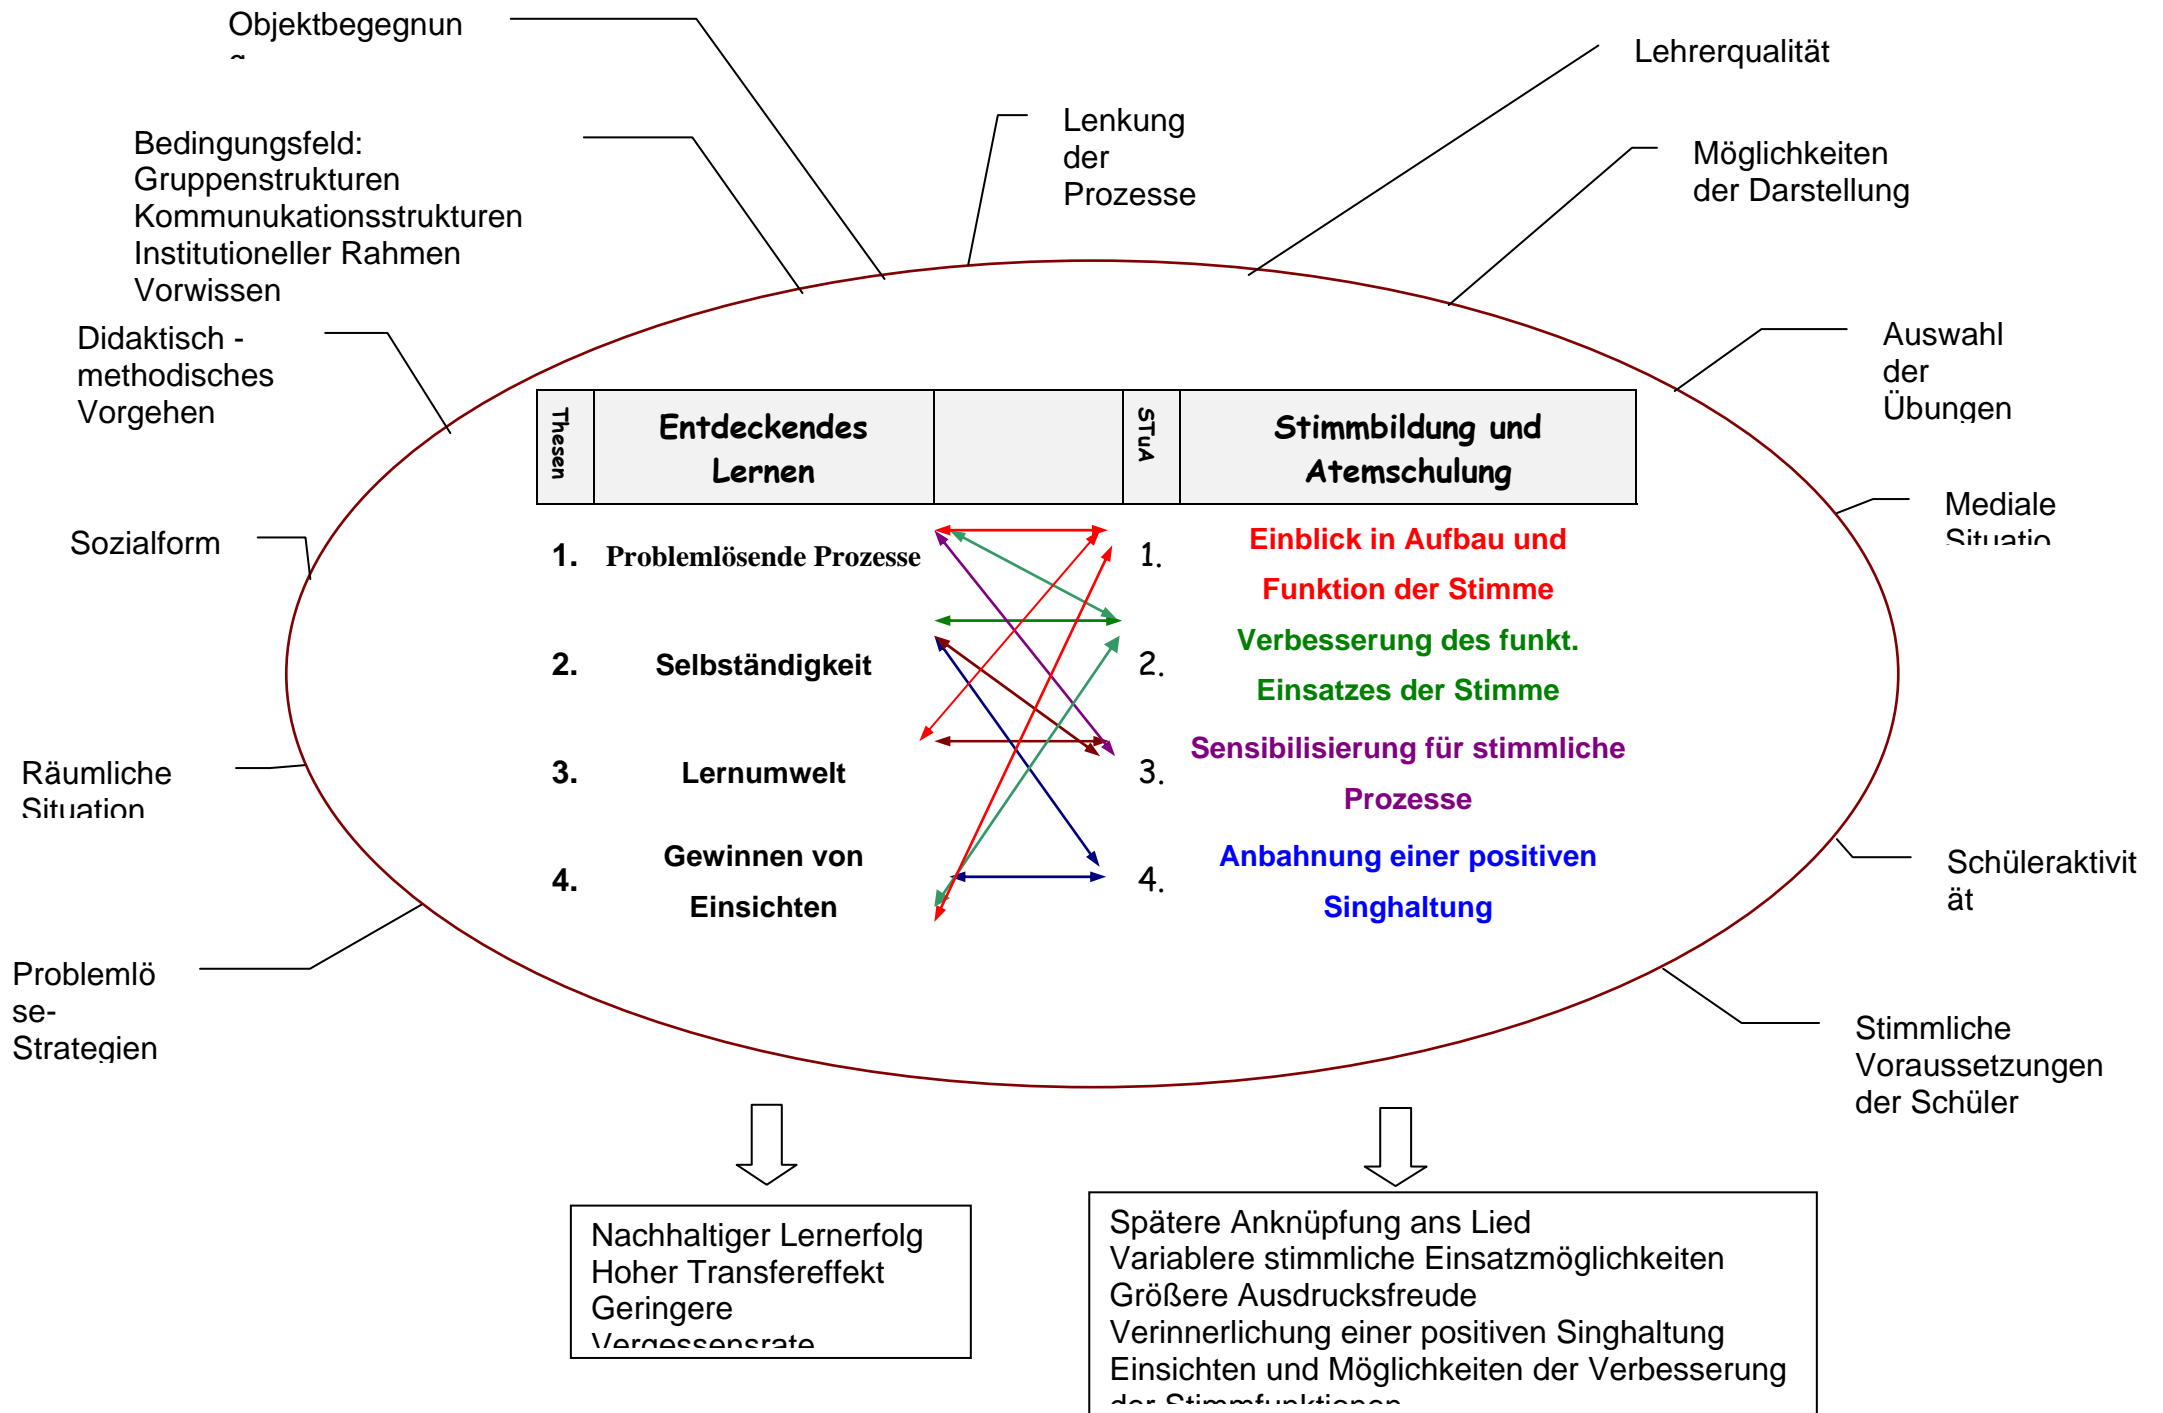 Objektbegegnun
g
Lehrerqualität
Lenkung
der
Prozesse
Bedingungsfeld:
Gruppenstrukturen
Kommunukationsstrukturen
Institutioneller Rahmen
Vorwissen
Möglichkeiten
der Darstellung
Didaktisch -
methodisches
Vorgehen
Auswahl
der
Übungen
Thesen
Entdeckendes
Lernen
STuA
Stimmbildung und
Atemschulung
Mediale
Situatio
Sozialform
1. Problemlösende Prozesse
1. Einblick in Aufbau und
Funktion der Stimme
2. Selbständigkeit
2. Verbesserung des funkt.
Einsatzes der Stimme
3. Lernumwelt
3. Sensibilisierung für stimmliche
Prozesse
4. Gewinnen von
Einsichten
4. Anbahnung einer positiven
Singhaltung
Räumliche
Situation
Schüleraktivit
ät
Problemlö
se-
Strategien
Stimmliche
Voraussetzungen
der Schüler
Nachhaltiger Lernerfolg
Hoher Transfereffekt
Geringere
Vergessensrate
Spätere Anknüpfung ans Lied
Variablere stimmliche Einsatzmöglichkeiten
Größere Ausdrucksfreude
Verinnerlichung einer positiven Singhaltung
Einsichten und Möglichkeiten der Verbesserung
der Stimmfunktionen